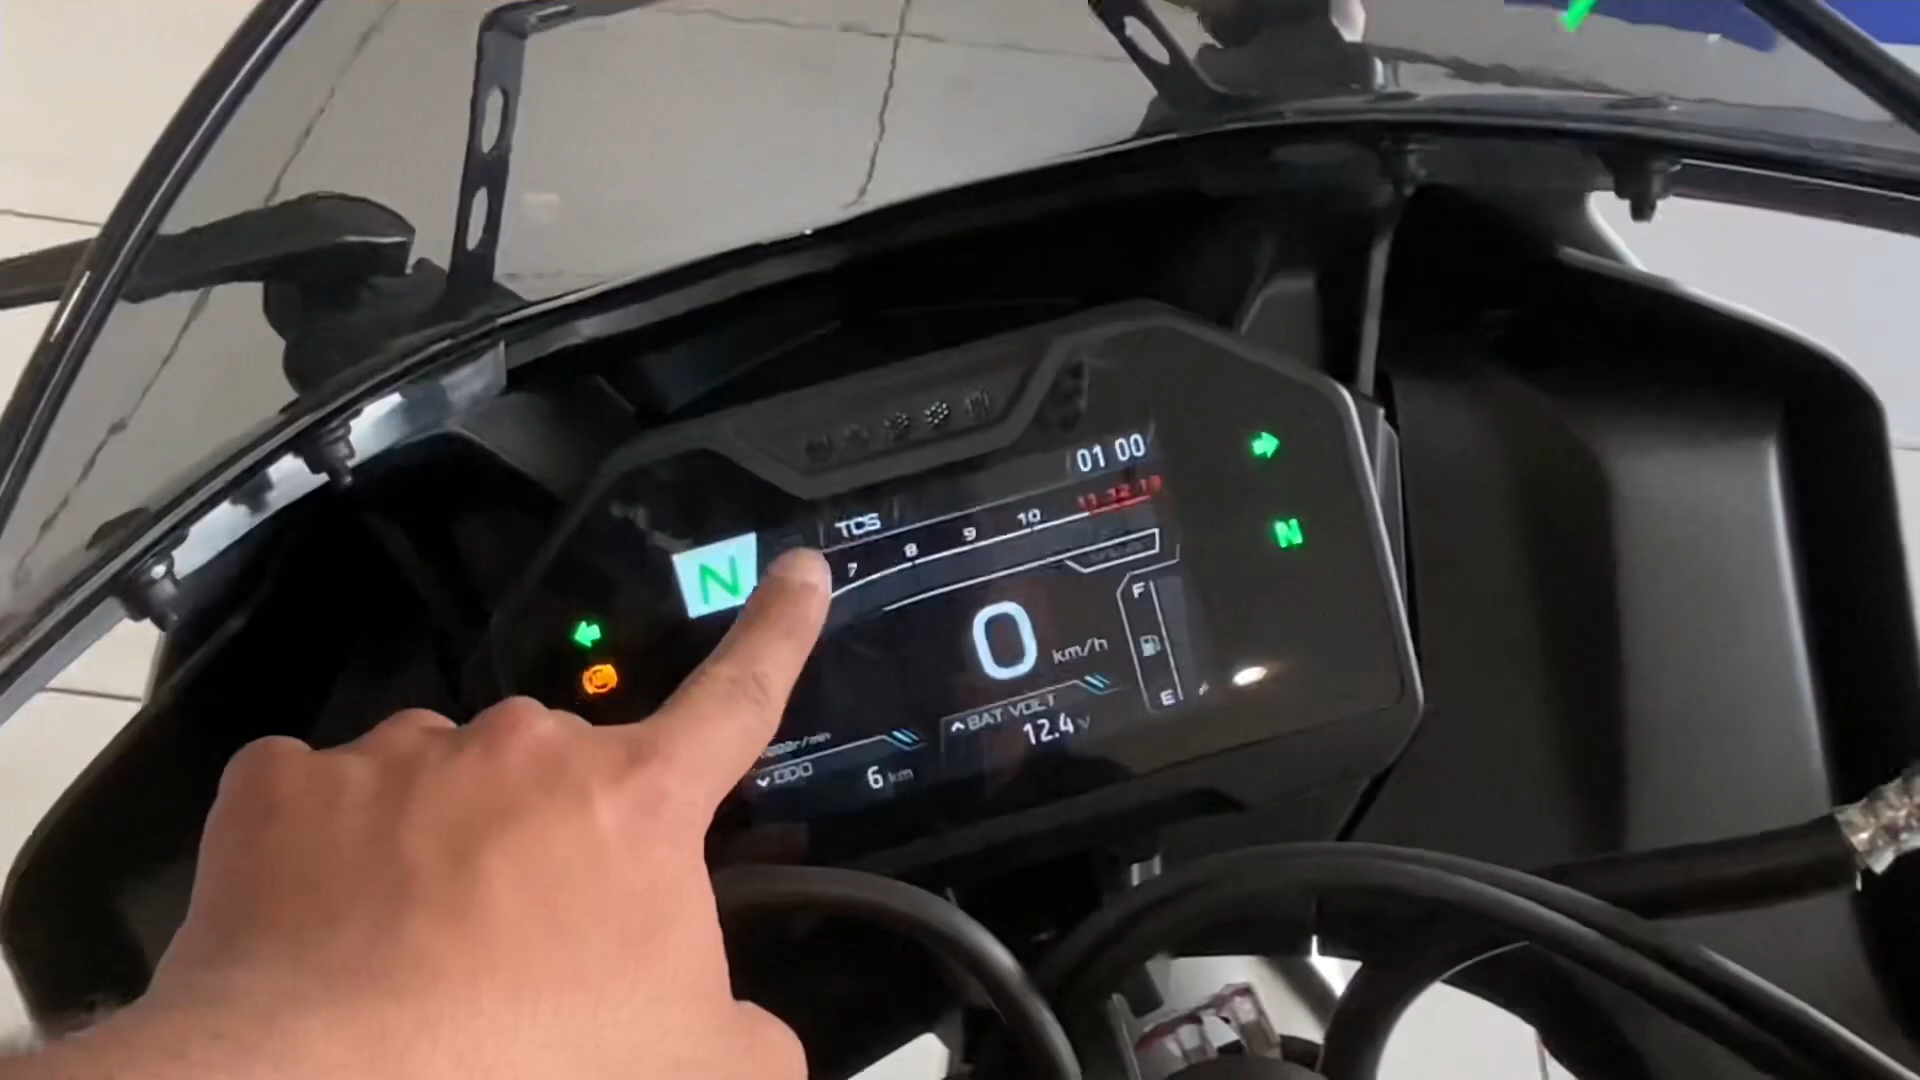 01 00
TCS
N
7 8 9 10 11 12 13
N
0 km/h
F
E
BAT VOLT
12.4 V
1000r/min
ODO 6 km